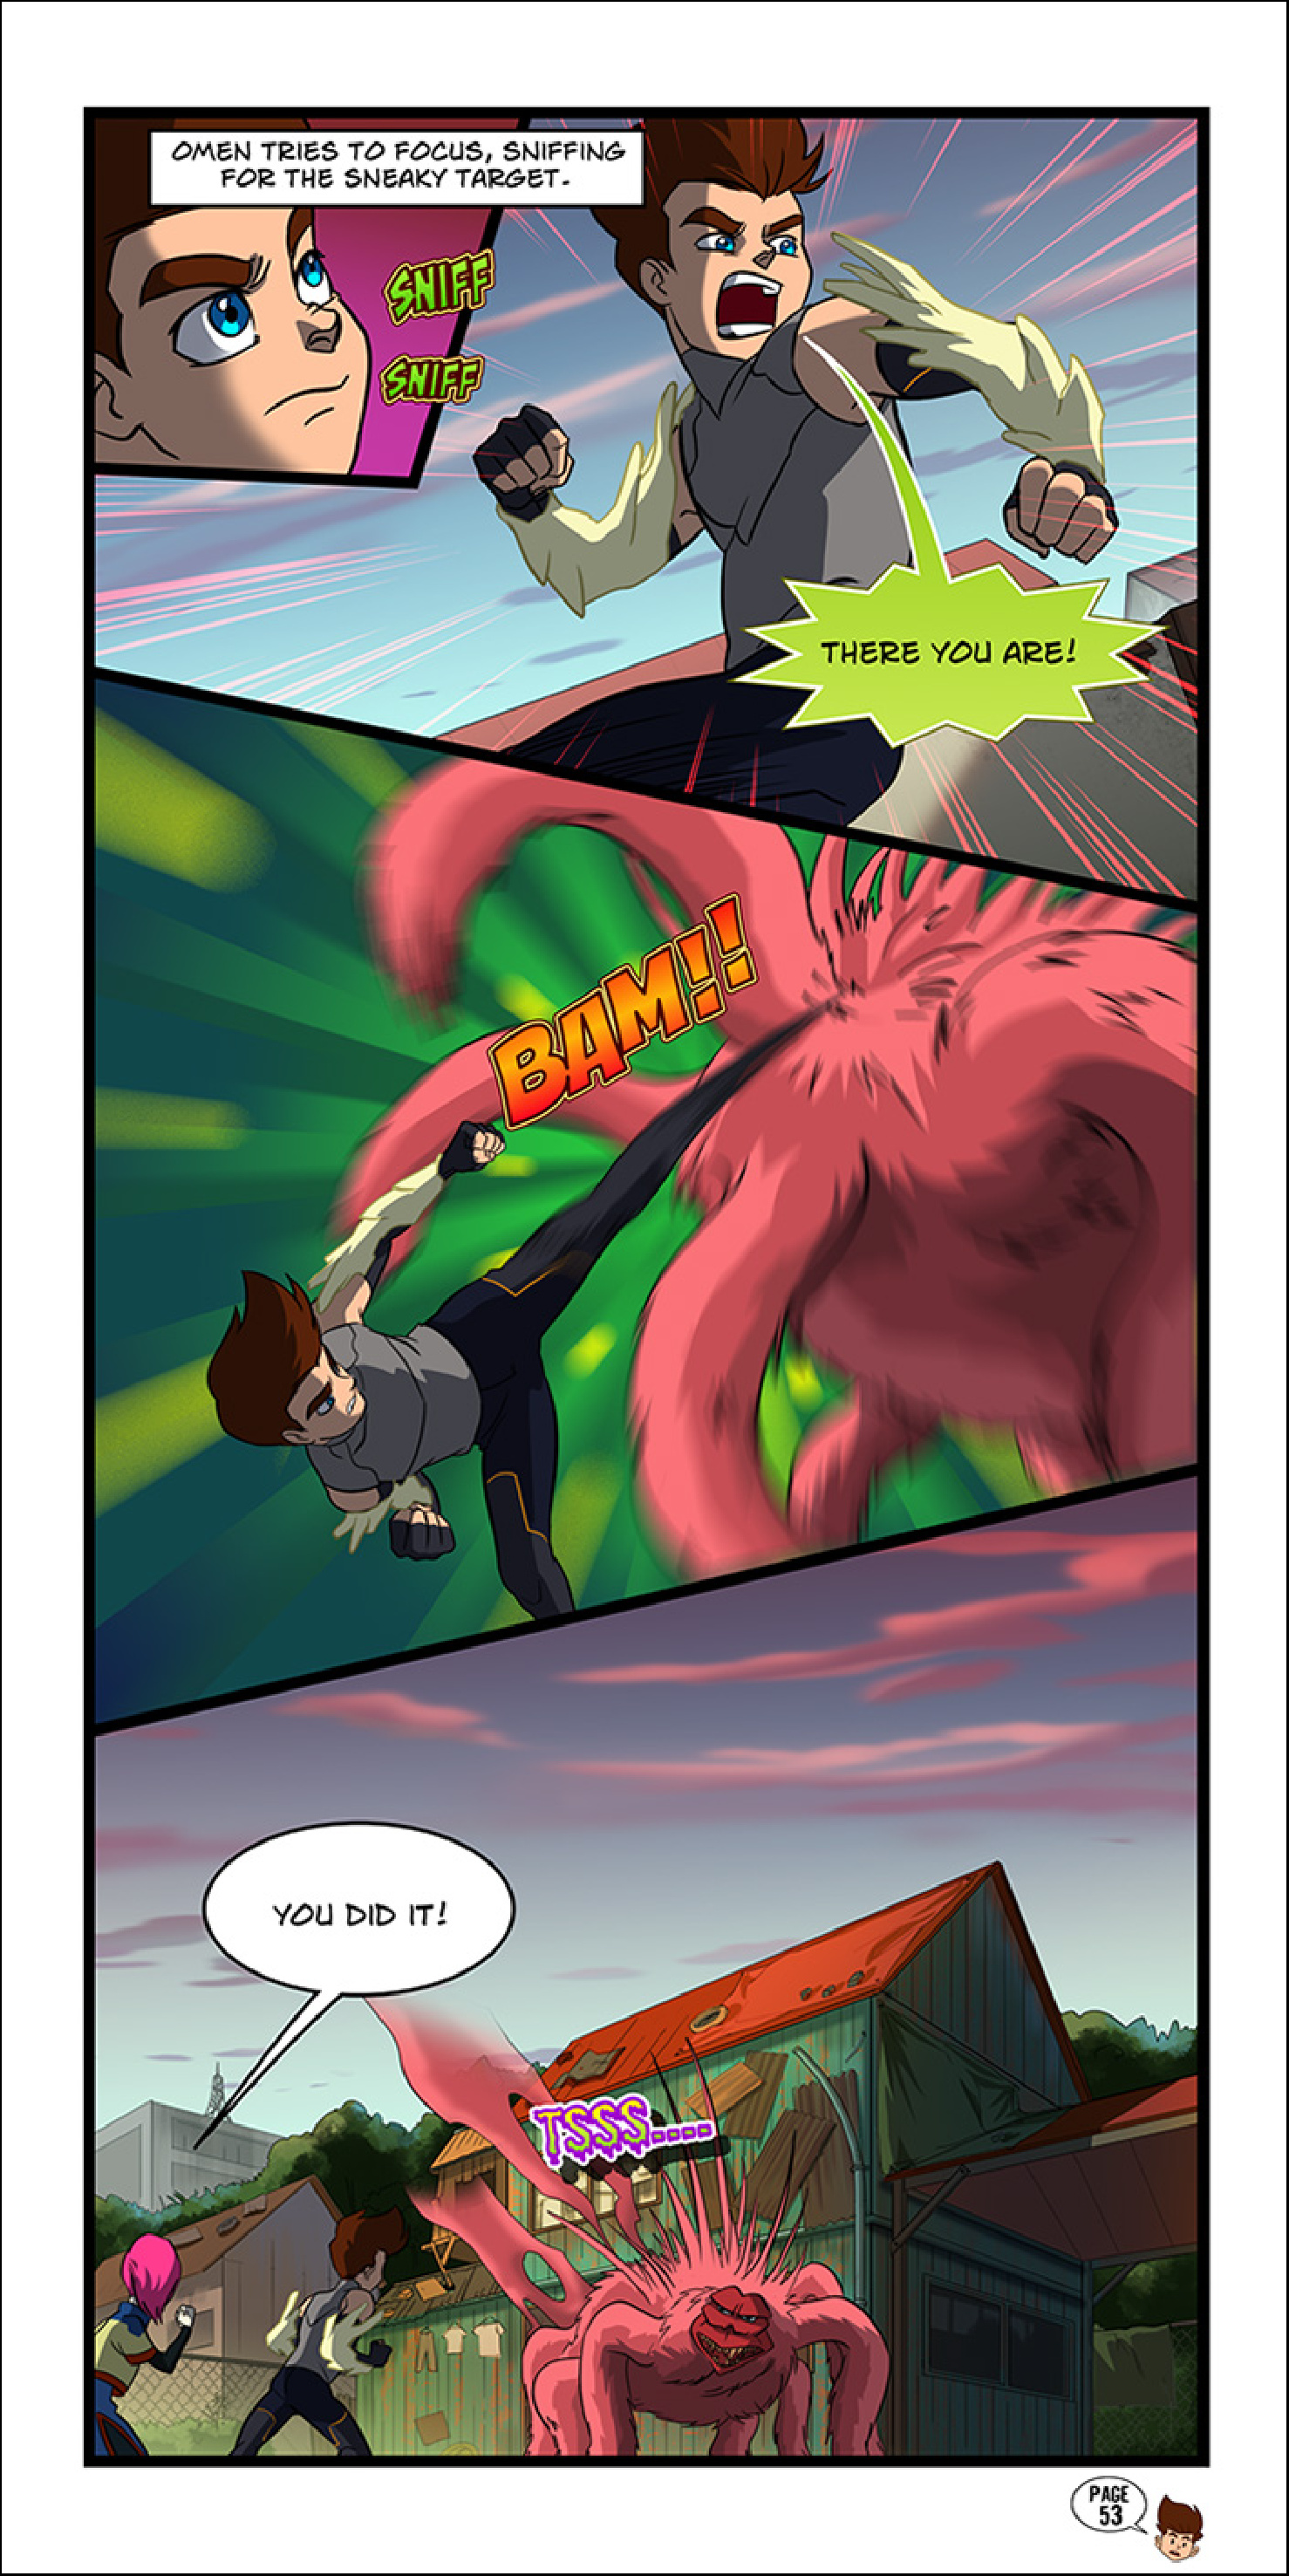 OMEN TRIES TO FOCUS, SNIFFING
FOR THE SNEAKY TARGET.
SNIFF
SNIFF
THERE YOU ARE!
BAM!!
YOU DID IT!
TSSS....
PAGE
53